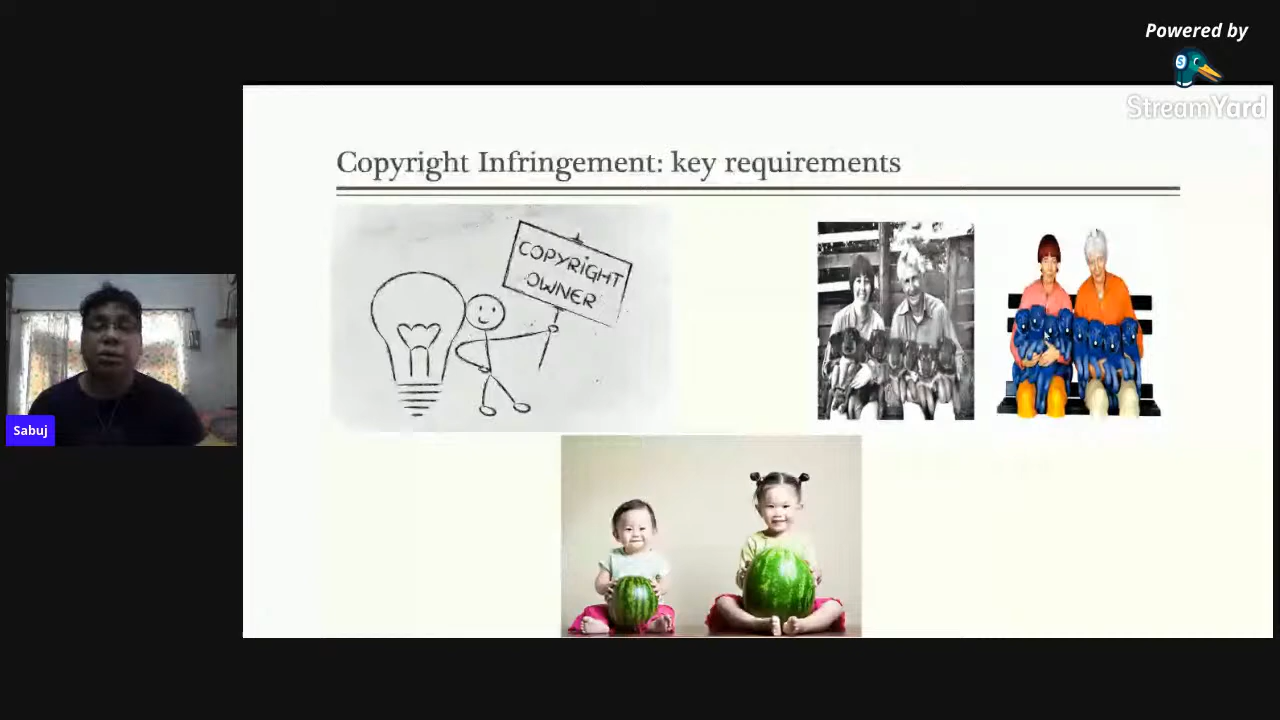 Powered by
StreamYard
Copyright Infringement: key requirements
COPYRIGHT
OWNER
Sabuj